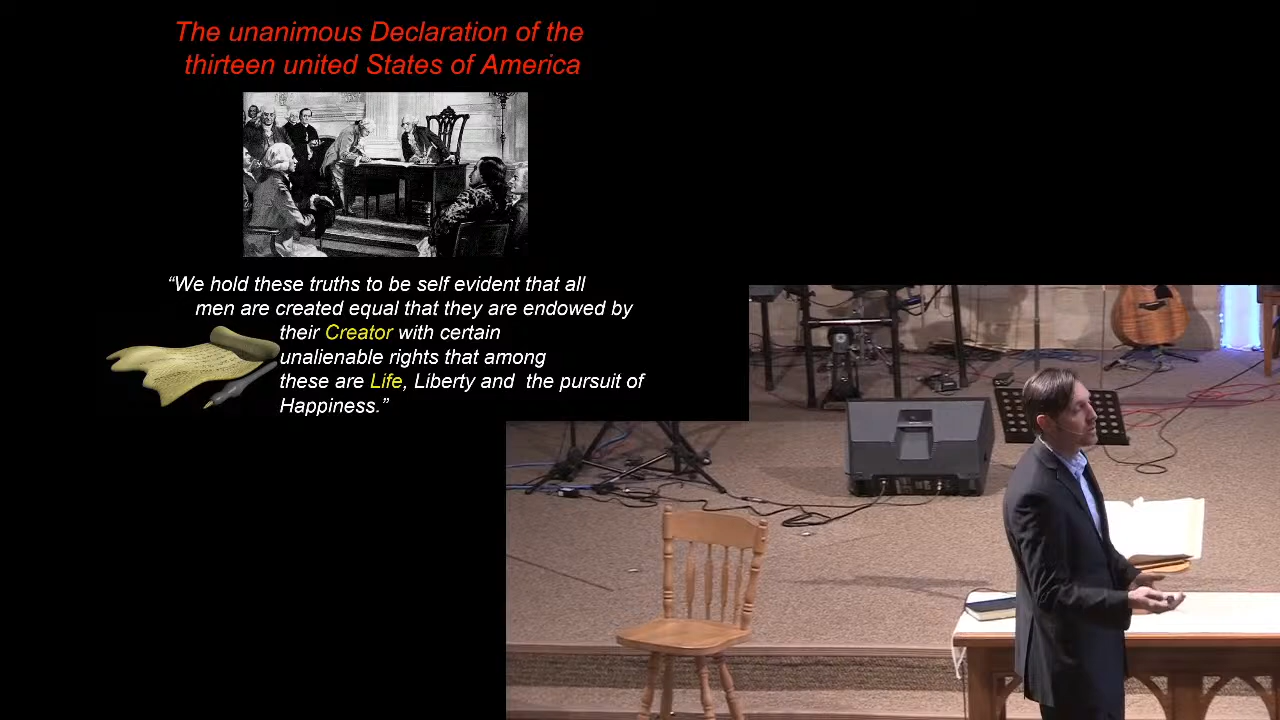 The unanimous Declaration of the
thirteen united States of America
“We hold these truths to be self evident that all
men are created equal that they are endowed by
their Creator with certain
unalienable rights that among
these are Life, Liberty and  the pursuit of
Happiness.”